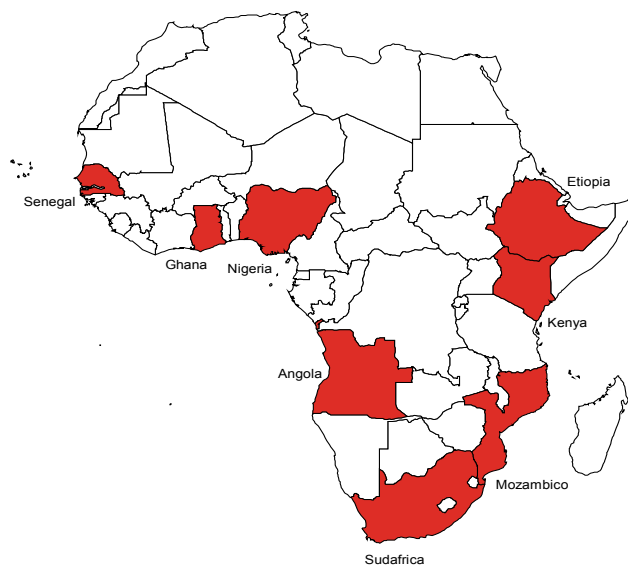 Etiopia
Senegal
Ghana
Nigeria
Kenya
Angola
Mozambico
Sudafrica